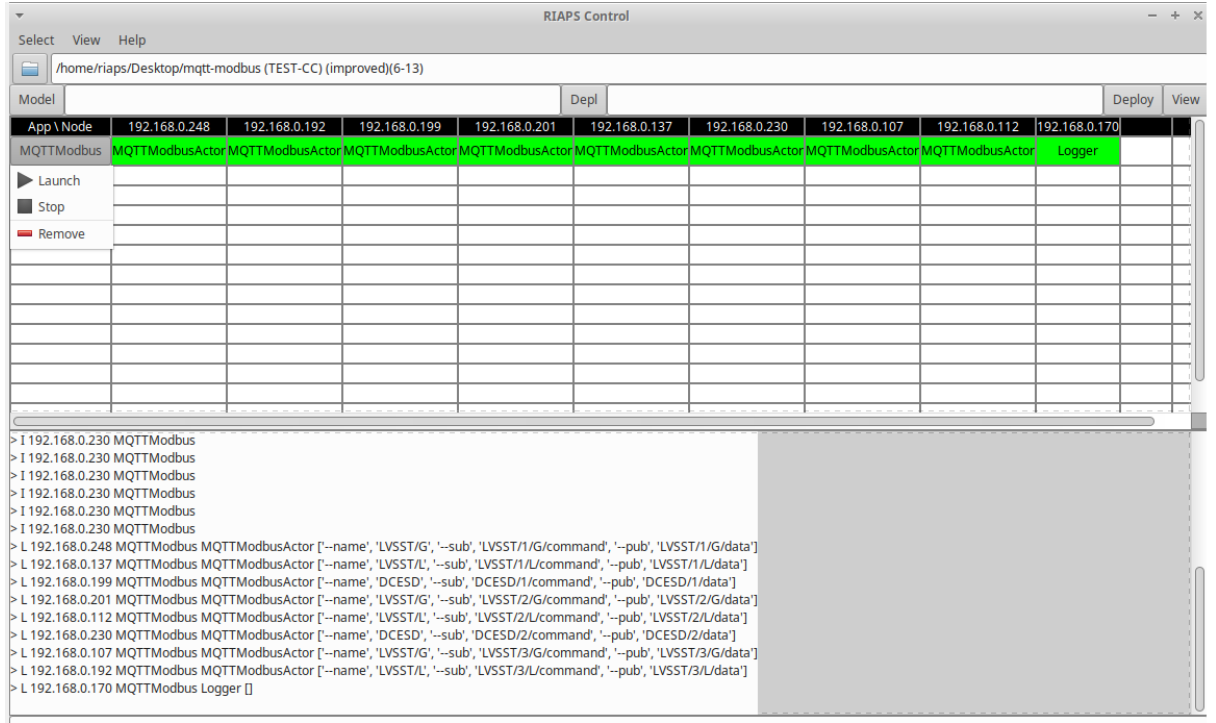 RIAPS Control
Select View Help
/home/riaps/Desktop/mqtt-modbus (TEST-CC) (improved)(6-13)
Model Depl Deploy View
App \ Node 192.168.0.248 192.168.0.192 192.168.0.199 192.168.0.201 192.168.0.137 192.168.0.230 192.168.0.107 192.168.0.112 192.168.0.170
MQTTModbus MQTTModbusActor MQTTModbusActor MQTTModbusActor MQTTModbusActor MQTTModbusActor MQTTModbusActor MQTTModbusActor MQTTModbusActor Logger
Launch
Stop
Remove
> I 192.168.0.230 MQTTModbus
> I 192.168.0.230 MQTTModbus
> I 192.168.0.230 MQTTModbus
> I 192.168.0.230 MQTTModbus
> I 192.168.0.230 MQTTModbus
> I 192.168.0.230 MQTTModbus
> L 192.168.0.248 MQTTModbus MQTTModbusActor ['--name', 'LVSST/G', '--sub', 'LVSST/1/G/command', '--pub', 'LVSST/1/G/data']
> L 192.168.0.137 MQTTModbus MQTTModbusActor ['--name', 'LVSST/L', '--sub', 'LVSST/1/L/command', '--pub', 'LVSST/1/L/data']
> L 192.168.0.199 MQTTModbus MQTTModbusActor ['--name', 'DCESD', '--sub', 'DCESD/1/command', '--pub', 'DCESD/1/data']
> L 192.168.0.201 MQTTModbus MQTTModbusActor ['--name', 'LVSST/G', '--sub', 'LVSST/2/G/command', '--pub', 'LVSST/2/G/data']
> L 192.168.0.112 MQTTModbus MQTTModbusActor ['--name', 'LVSST/L', '--sub', 'LVSST/2/L/command', '--pub', 'LVSST/2/L/data']
> L 192.168.0.230 MQTTModbus MQTTModbusActor ['--name', 'DCESD', '--sub', 'DCESD/2/command', '--pub', 'DCESD/2/data']
> L 192.168.0.107 MQTTModbus MQTTModbusActor ['--name', 'LVSST/G', '--sub', 'LVSST/3/G/command', '--pub', 'LVSST/3/G/data']
> L 192.168.0.192 MQTTModbus MQTTModbusActor ['--name', 'LVSST/L', '--sub', 'LVSST/3/L/command', '--pub', 'LVSST/3/L/data']
> L 192.168.0.170 MQTTModbus Logger []